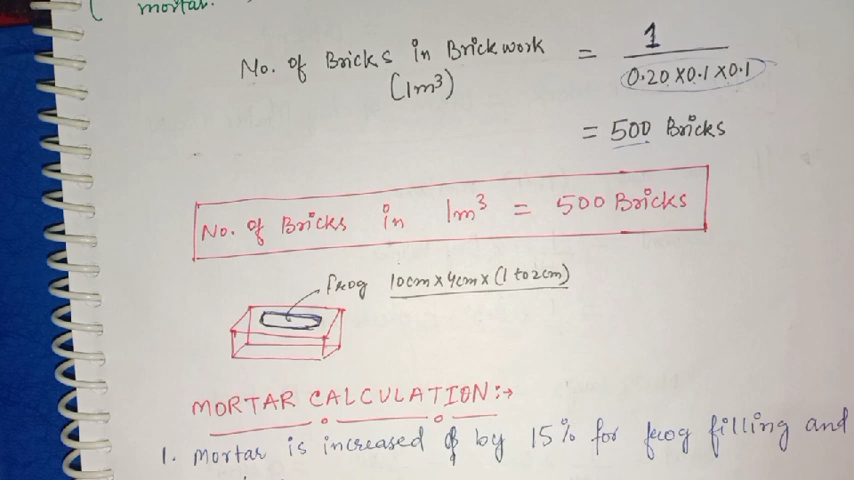 mortar.
No. of Bricks in Brickwork = 1
(1m³) 0.20 X0.1 X0.1
= 500 Bricks
No. of Bricks in 1m³ = 500 Bricks
frog 10cm x 4cm x (1 to 2cm)
MORTAR CALCULATION:→
1. Mortar is increased by 15% for frog filling and